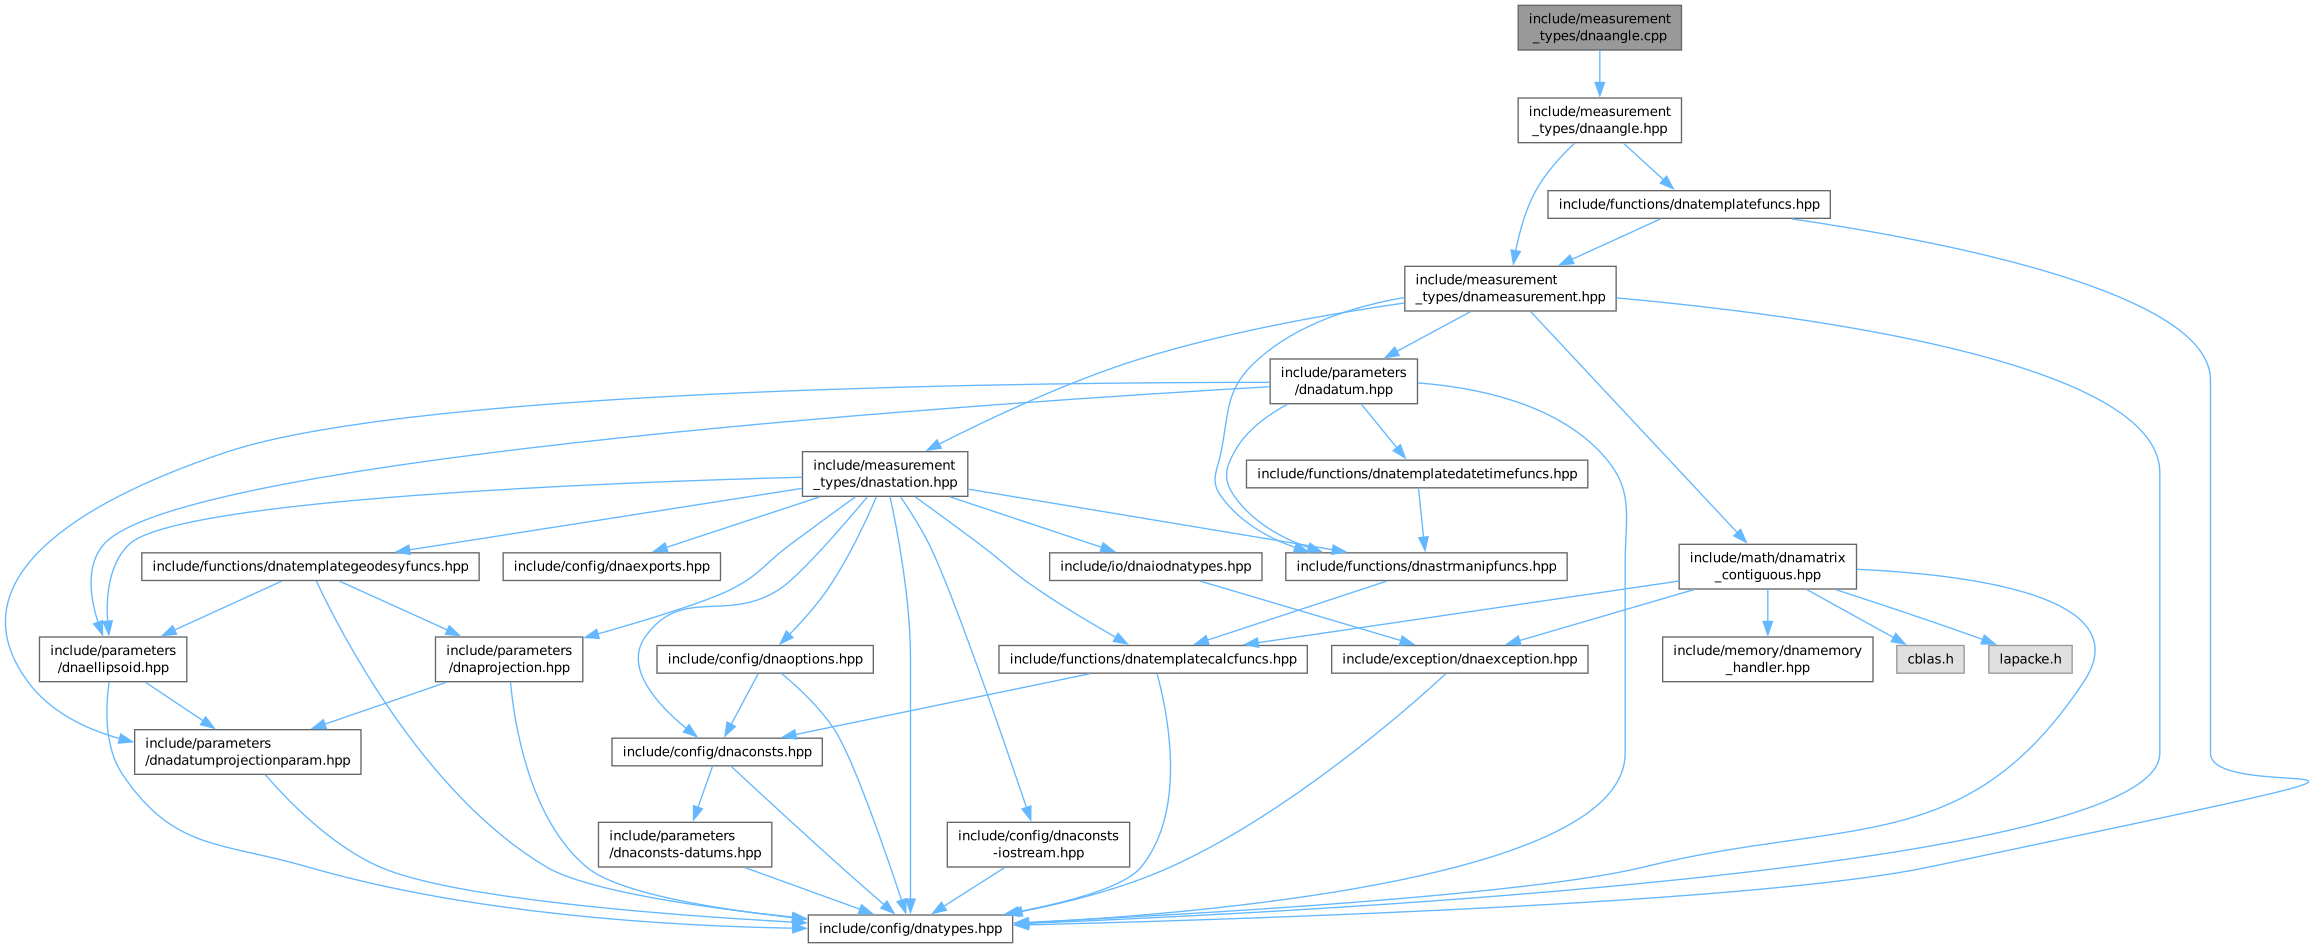 include/measurement
_types/dnaangle.cpp
include/measurement
_types/dnaangle.hpp
include/functions/dnatemplatefuncs.hpp
include/measurement
_types/dnameasurement.hpp
include/parameters
/dnadatum.hpp
include/measurement
_types/dnastation.hpp
include/functions/dnatemplatedatetimefuncs.hpp
include/functions/dnatemplategeodesyfuncs.hpp
include/config/dnaexports.hpp
include/io/dnaiodnatypes.hpp
include/functions/dnastrmanipfuncs.hpp
include/math/dnamatrix
_contiguous.hpp
include/parameters
/dnaellipsoid.hpp
include/parameters
/dnaprojection.hpp
include/config/dnaoptions.hpp
include/functions/dnatemplatecalcfuncs.hpp
include/exception/dnaexception.hpp
include/memory/dnamemory
_handler.hpp
cblas.h
lapacke.h
include/parameters
/dnadatumprojectionparam.hpp
include/config/dnaconsts.hpp
include/parameters
/dnaconsts-datums.hpp
include/config/dnaconsts
-iostream.hpp
include/config/dnatypes.hpp